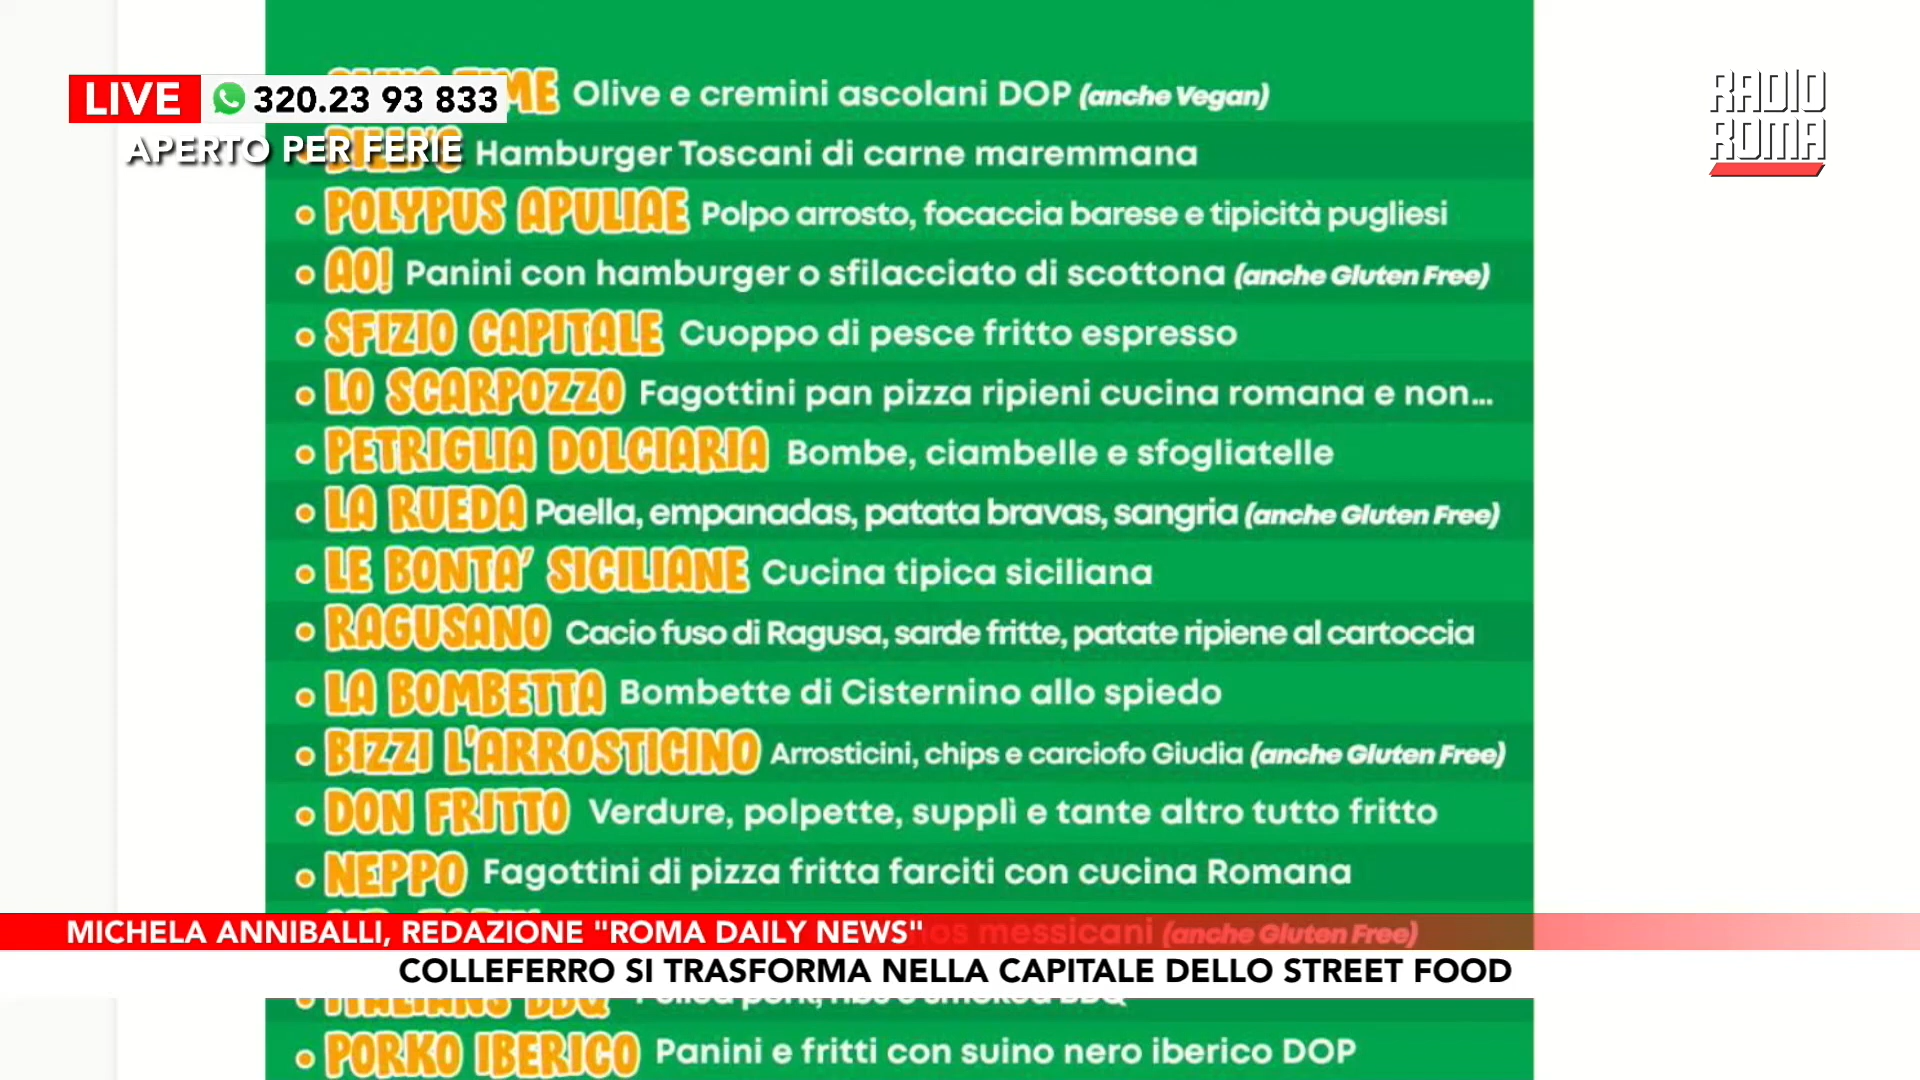 LIVE 320.23 93 833
APERTO PER FERIE
RADIO
ROMA
Olive e cremini ascolani DOP (anche Vegan)
Hamburger Toscani di carne maremmana
• POLYPUS APULIAE Polpo arrosto, focaccia barese e tipicità pugliesi
• AO! Panini con hamburger o sfilacciato di scottona (anche Gluten Free)
• SFIZIO CAPITALE Cuoppo di pesce fritto espresso
• LO SCARPOZZO Fagottini pan pizza ripieni cucina romana e non...
• PETRIGLIA DOLCIARIA Bombe, ciambelle e sfogliatelle
• LA RUEDA Paella, empanadas, patata bravas, sangria (anche Gluten Free)
• LE BONTA' SICILIANE Cucina tipica siciliana
• RAGUSANO Cacio fuso di Ragusa, sarde fritte, patate ripiene al cartoccia
• LA BOMBETTA Bombette di Cisternino allo spiedo
• BIZZI L'ARROSTICINO Arrosticini, chips e carciofo Giudia (anche Gluten Free)
• DON FRITTO Verdure, polpette, supplì e tante altro tutto fritto
• NEPPO Fagottini di pizza fritta farciti con cucina Romana
messicani (anche Gluten Free)
MICHELA ANNIBALLI, REDAZIONE "ROMA DAILY NEWS"
COLLEFERRO SI TRASFORMA NELLA CAPITALE DELLO STREET FOOD
• ITALIANS BBQ Pulled pork, ribs e smoked BBQ
• PORKO IBERICO Panini e fritti con suino nero iberico DOP